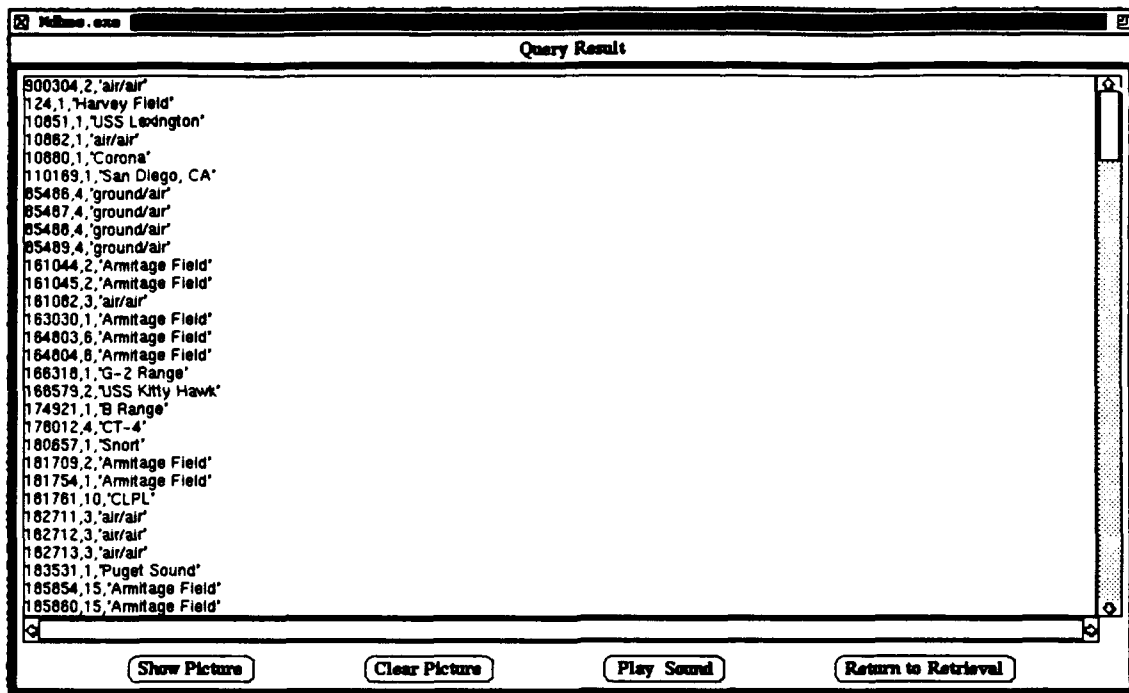 Mdbms.exe
Query Result
900304,2,"air/air"
124,1,"Harvey Field"
10851,1,"USS Lexington"
10862,1,"air/air"
10880,1,"Corona"
110169,1,"San Diego, CA"
85486,4,"ground/air"
85487,4,"ground/air"
85488,4,"ground/air"
85489,4,"ground/air"
161044,2,"Armitage Field"
161045,2,"Armitage Field"
161082,3,"air/air"
163030,1,"Armitage Field"
164803,6,"Armitage Field"
164804,8,"Armitage Field"
166318,1,"G-2 Range"
168579,2,"USS Kitty Hawk"
174921,1,"B Range"
178012,4,"CT-4"
180657,1,"Snort"
181709,2,"Armitage Field"
181754,1,"Armitage Field"
181761,10,"CLPL"
182711,3,"air/air"
182712,3,"air/air"
182713,3,"air/air"
183531,1,"Puget Sound"
185854,15,"Armitage Field"
185860,15,"Armitage Field"
Show Picture Clear Picture Play Sound Return to Retrieval